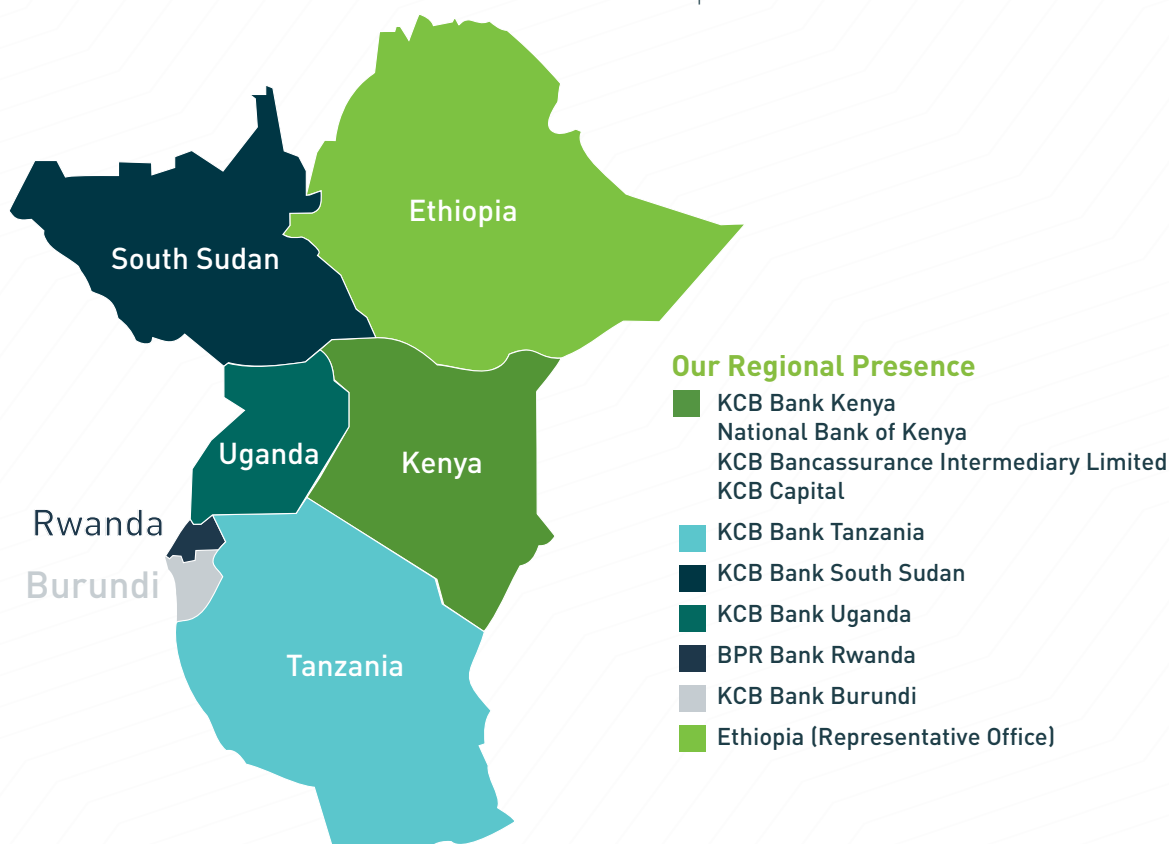 Ethiopia
South Sudan
Uganda
Kenya
Rwanda
Burundi
Tanzania
Our Regional Presence
KCB Bank Kenya
National Bank of Kenya
KCB Bancassurance Intermediary Limited
KCB Capital
KCB Bank Tanzania
KCB Bank South Sudan
KCB Bank Uganda
BPR Bank Rwanda
KCB Bank Burundi
Ethiopia (Representative Office)